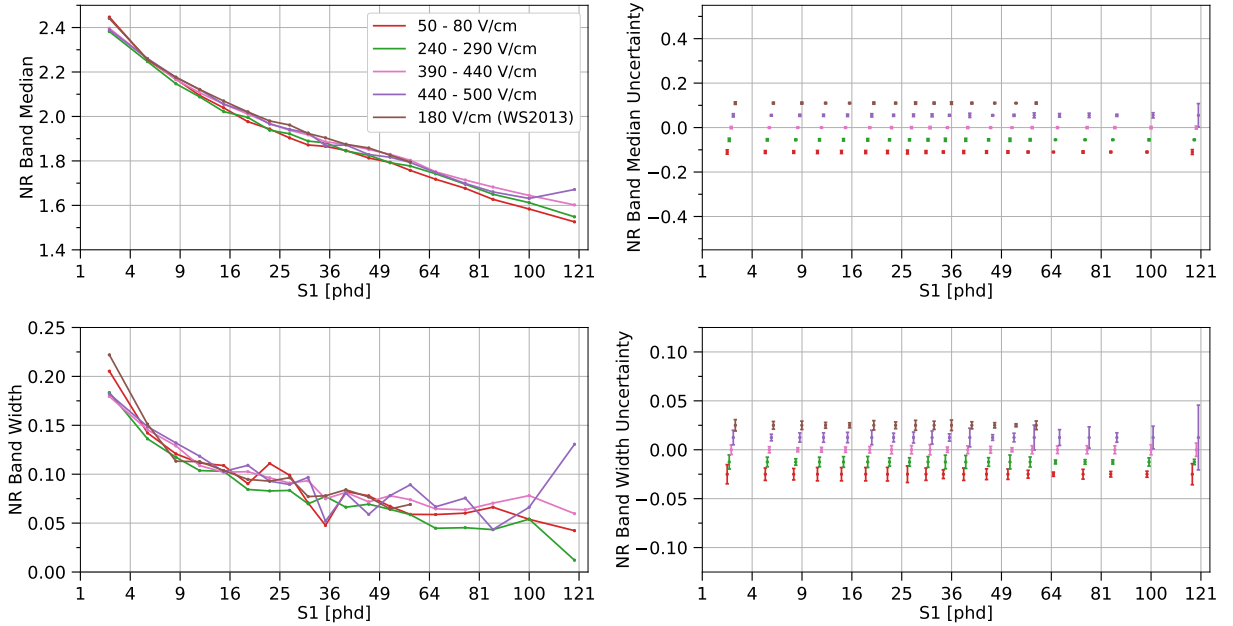 2.4
2.2
2.0
1.8
1.6
1.4
NR Band Median
1 4 9 16 25 36 49 64 81 100 121
S1 [phd]
50 - 80 V/cm
240 - 290 V/cm
390 - 440 V/cm
440 - 500 V/cm
180 V/cm (WS2013)
0.4
0.2
0.0
−0.2
−0.4
NR Band Median Uncertainty
1 4 9 16 25 36 49 64 81 100 121
S1 [phd]
0.25
0.20
0.15
0.10
0.05
0.00
NR Band Width
1 4 9 16 25 36 49 64 81 100 121
S1 [phd]
0.10
0.05
0.00
−0.05
−0.10
NR Band Width Uncertainty
1 4 9 16 25 36 49 64 81 100 121
S1 [phd]